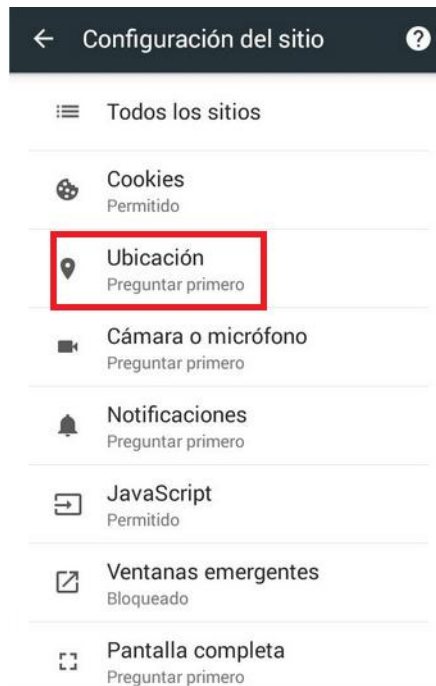 Configuración del sitio
Todos los sitios
Cookies
Permitido
Ubicación
Preguntar primero
Cámara o micrófono
Preguntar primero
Notificaciones
Preguntar primero
JavaScript
Permitido
Ventanas emergentes
Bloqueado
Pantalla completa
Preguntar primero